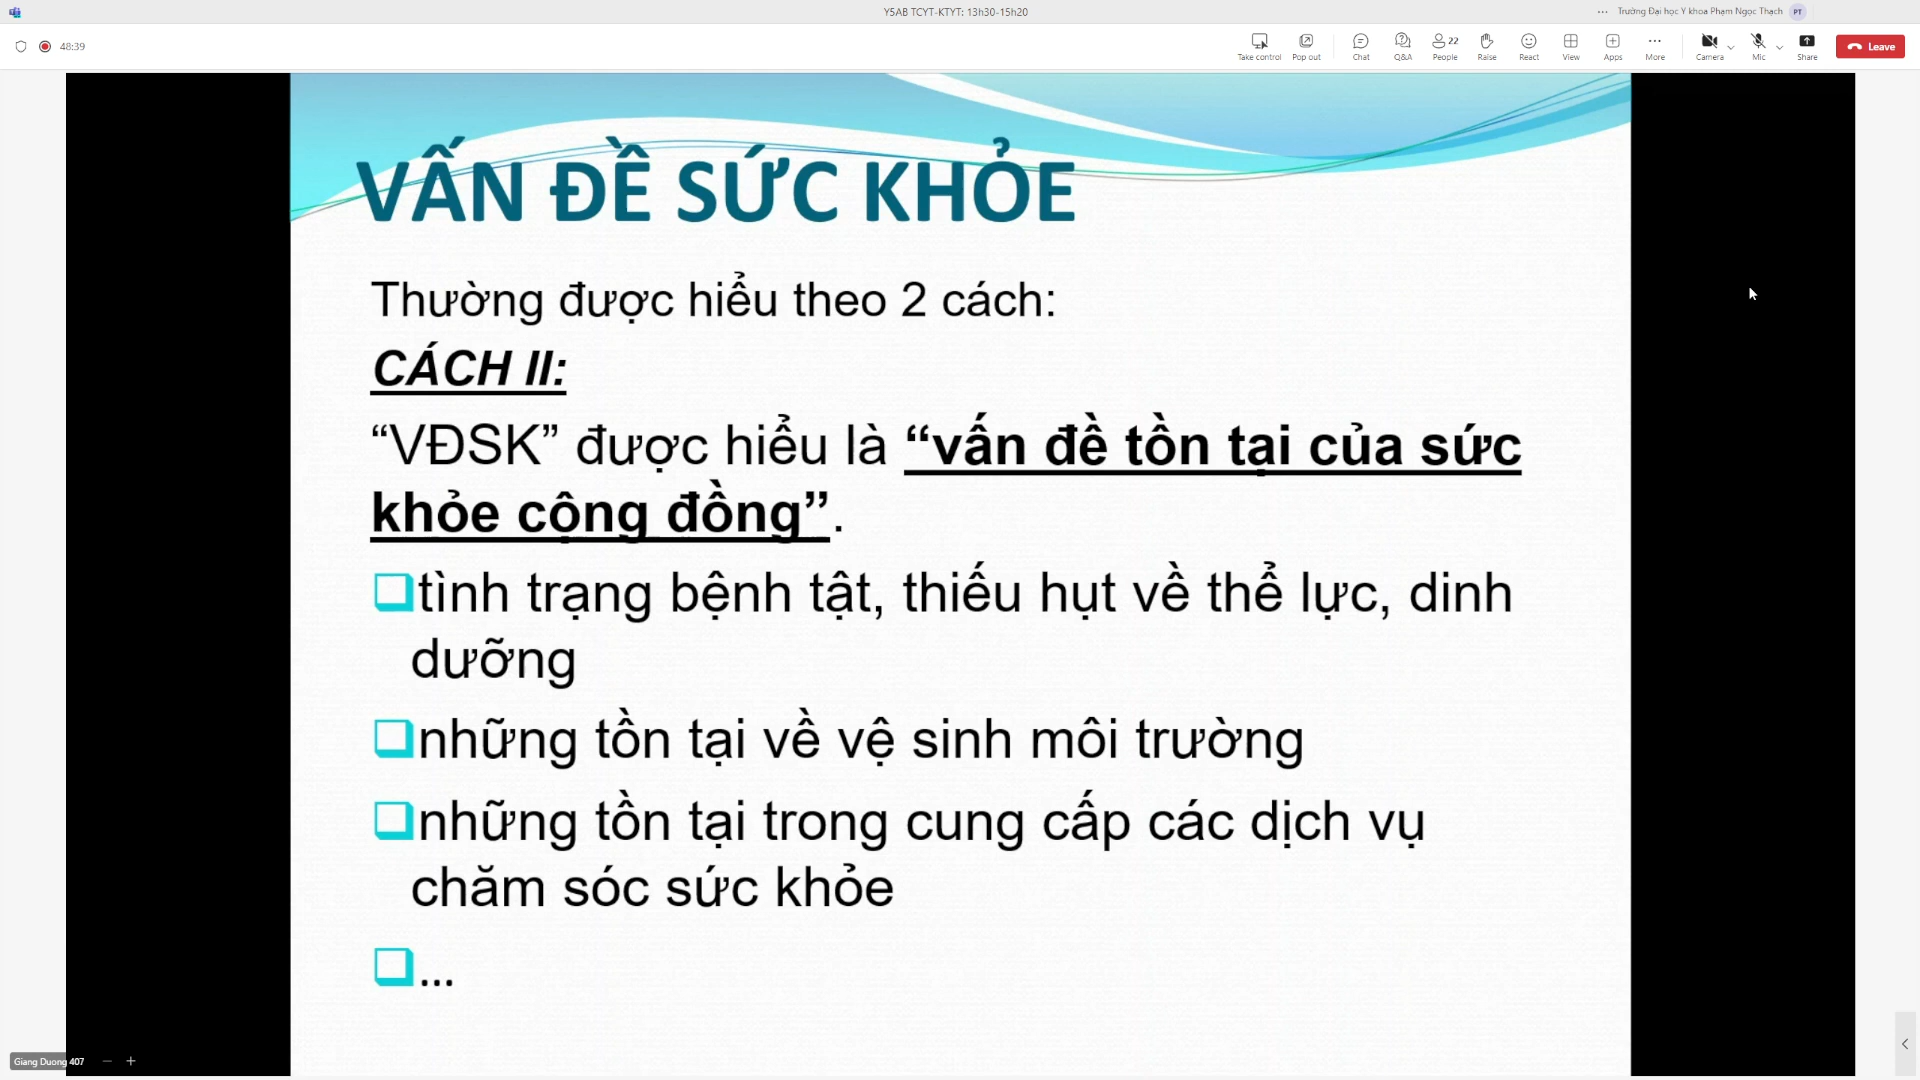 Y5AB TCYT-KTYT: 13h30-15h20
Trường Đại học Y khoa Phạm Ngọc Thạch
PT
48:39
Take control
Pop out
Chat
Q&A
22
People
Raise
React
View
Apps
More
Camera
Mic
Share
Leave
VẤN ĐỀ SỨC KHỎE
Thường được hiểu theo 2 cách:
CÁCH II:
“VĐSK” được hiểu là “vấn đề tồn tại của sức
khỏe cộng đồng”.
tình trạng bệnh tật, thiếu hụt về thể lực, dinh
dưỡng
những tồn tại về vệ sinh môi trường
những tồn tại trong cung cấp các dịch vụ
chăm sóc sức khỏe
...
Giang Duong 407